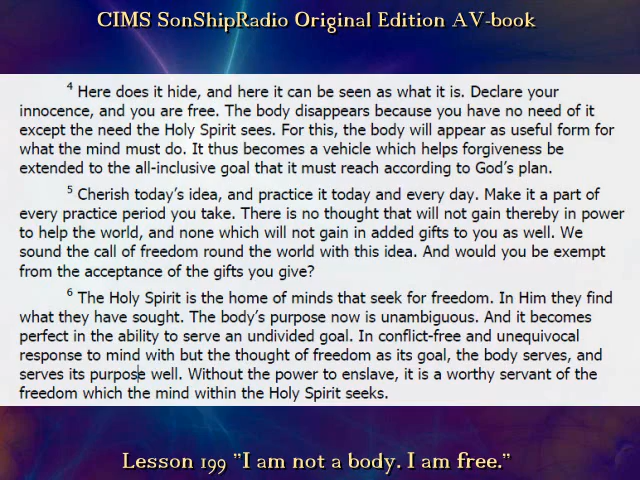 CIMS SonShipRadio Original Edition AV-book
4 Here does it hide, and here it can be seen as what it is. Declare your
innocence, and you are free. The body disappears because you have no need of it
except the need the Holy Spirit sees. For this, the body will appear as useful form for
what the mind must do. It thus becomes a vehicle which helps forgiveness be
extended to the all-inclusive goal that it must reach according to God's plan.
5 Cherish today's idea, and practice it today and every day. Make it a part of
every practice period you take. There is no thought that will not gain thereby in power
to help the world, and none which will not gain in added gifts to you as well. We
sound the call of freedom round the world with this idea. And would you be exempt
from the acceptance of the gifts you give?
6 The Holy Spirit is the home of minds that seek for freedom. In Him they find
what they have sought. The body's purpose now is unambiguous. And it becomes
perfect in the ability to serve an undivided goal. In conflict-free and unequivocal
response to mind with but the thought of freedom as its goal, the body serves, and
serves its purpose well. Without the power to enslave, it is a worthy servant of the
freedom which the mind within the Holy Spirit seeks.
Lesson 199 "I am not a body. I am free."